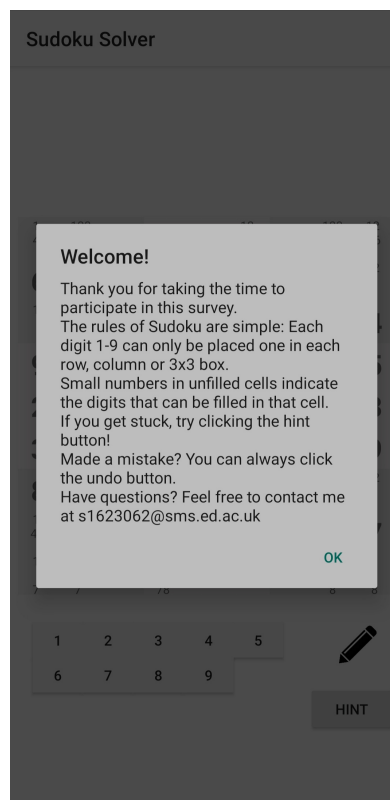 Sudoku Solver
Welcome!
Thank you for taking the time to
participate in this survey.
The rules of Sudoku are simple: Each
digit 1-9 can only be placed one in each
row, column or 3x3 box.
Small numbers in unfilled cells indicate
the digits that can be filled in that cell.
If you get stuck, try clicking the hint
button!
Made a mistake? You can always click
the undo button.
Have questions? Feel free to contact me
at s1623062@sms.ed.ac.uk
OK
1 2 3 4 5
6 7 8 9
HINT